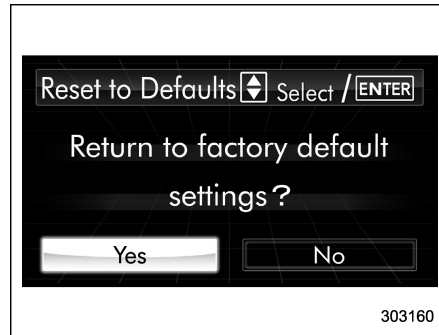 Reset to Defaults Select / ENTER
Return to factory default
settings?
Yes No
303160